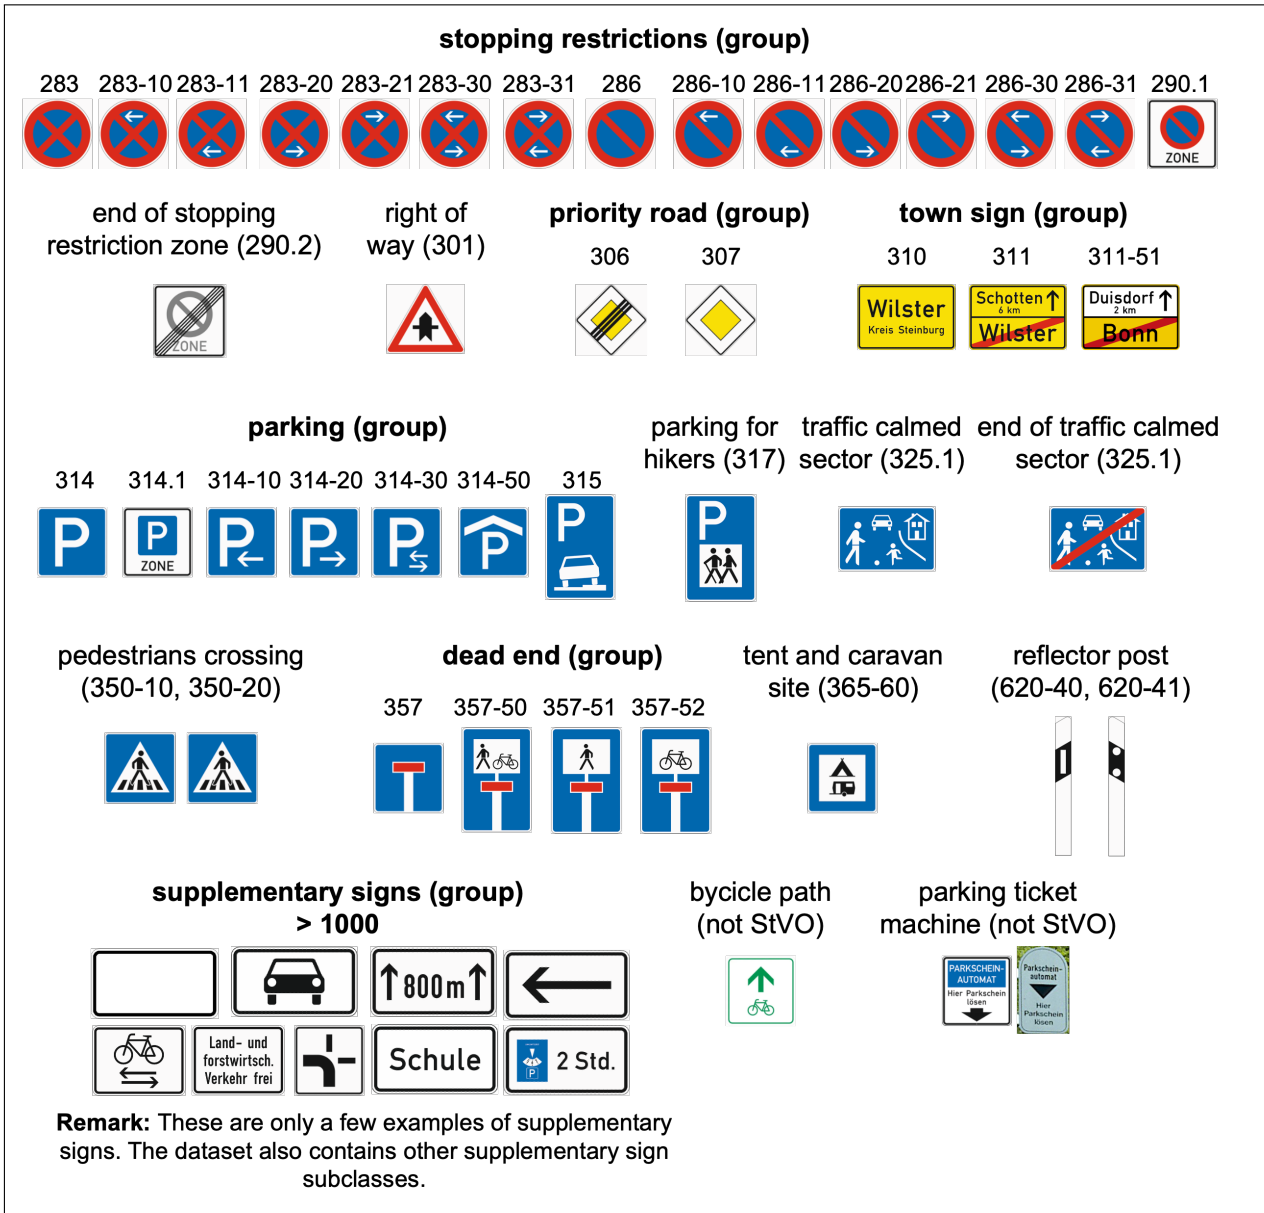 stopping restrictions (group)
283 283-10 283-11 283-20 283-21 283-30 283-31 286 286-10 286-11 286-20 286-21 286-30 286-31 290.1
ZONE
end of stopping
restriction zone (290.2)
ZONE
right of
way (301)
priority road (group)
306 307
town sign (group)
310 311 311-51
Wilster
Kreis Steinburg
Schotten
6 km
Wilster
Duisdorf
2 km
Bonn
parking (group)
314 314.1 314-10 314-20 314-30 314-50 315
P
P
ZONE
P
P
P
P
P
parking for
hikers (317)
P
traffic calmed
sector (325.1)
end of traffic calmed
sector (325.1)
pedestrians crossing
(350-10, 350-20)
dead end (group)
357 357-50 357-51 357-52
tent and caravan
site (365-60)
reflector post
(620-40, 620-41)
supplementary signs (group)
> 1000
800m
Land- und
forstwirtsch.
Verkehr frei
Schule
P
2 Std.
Remark: These are only a few examples of supplementary
signs. The dataset also contains other supplementary sign
subclasses.
bycicle path
(not StVO)
parking ticket
machine (not StVO)
PARKSCHEIN-
AUTOMAT
Hier Parkschein
lösen
Parkschein-
automat
Hier
Parkschein
lösen